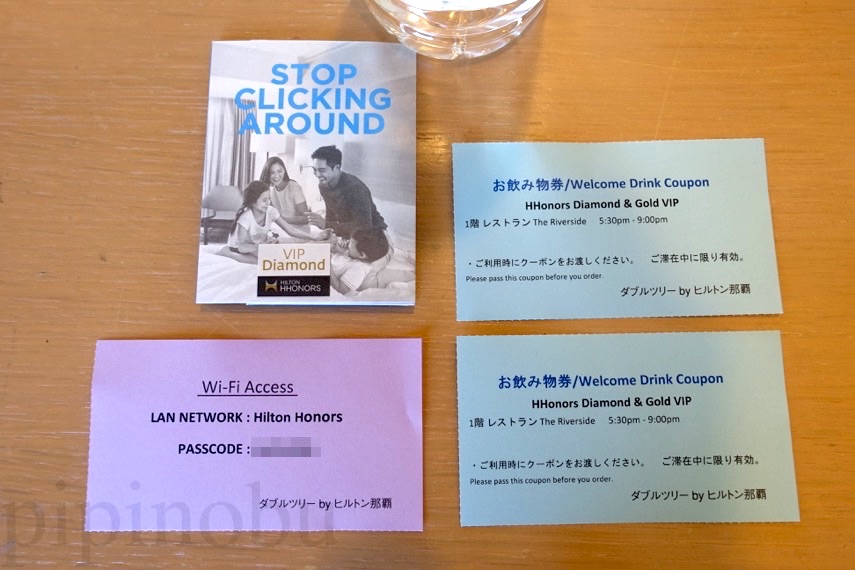 STOP
CLICKING
AROUND
VIP
Diamond
HILTON
HHONORS
お飲み物券/Welcome Drink Coupon
HHonors Diamond & Gold VIP
1階 レストラン The Riverside 5:30pm - 9:00pm
・ご利用時にクーポンをお渡しください。 ご滞在中に限り有効。
Please pass this coupon before you order.
ダブルツリー by ヒルトン那覇
Wi-Fi Access
LAN NETWORK : Hilton Honors
PASSCODE :
ダブルツリー by ヒルトン那覇
お飲み物券/Welcome Drink Coupon
HHonors Diamond & Gold VIP
1階 レストラン The Riverside 5:30pm - 9:00pm
・ご利用時にクーポンをお渡しください。 ご滞在中に限り有効。
Please pass this coupon before you order.
ダブルツリー by ヒルトン那覇
pipinobu